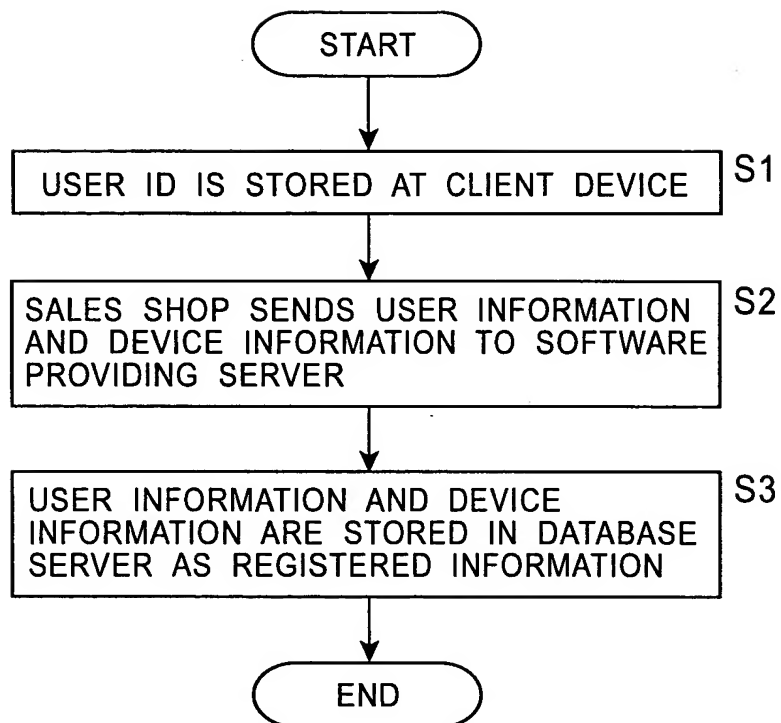 START
USER ID IS STORED AT CLIENT DEVICE
S1
SALES SHOP SENDS USER INFORMATION
AND DEVICE INFORMATION TO SOFTWARE
PROVIDING SERVER
S2
USER INFORMATION AND DEVICE
INFORMATION ARE STORED IN DATABASE
SERVER AS REGISTERED INFORMATION
S3
END